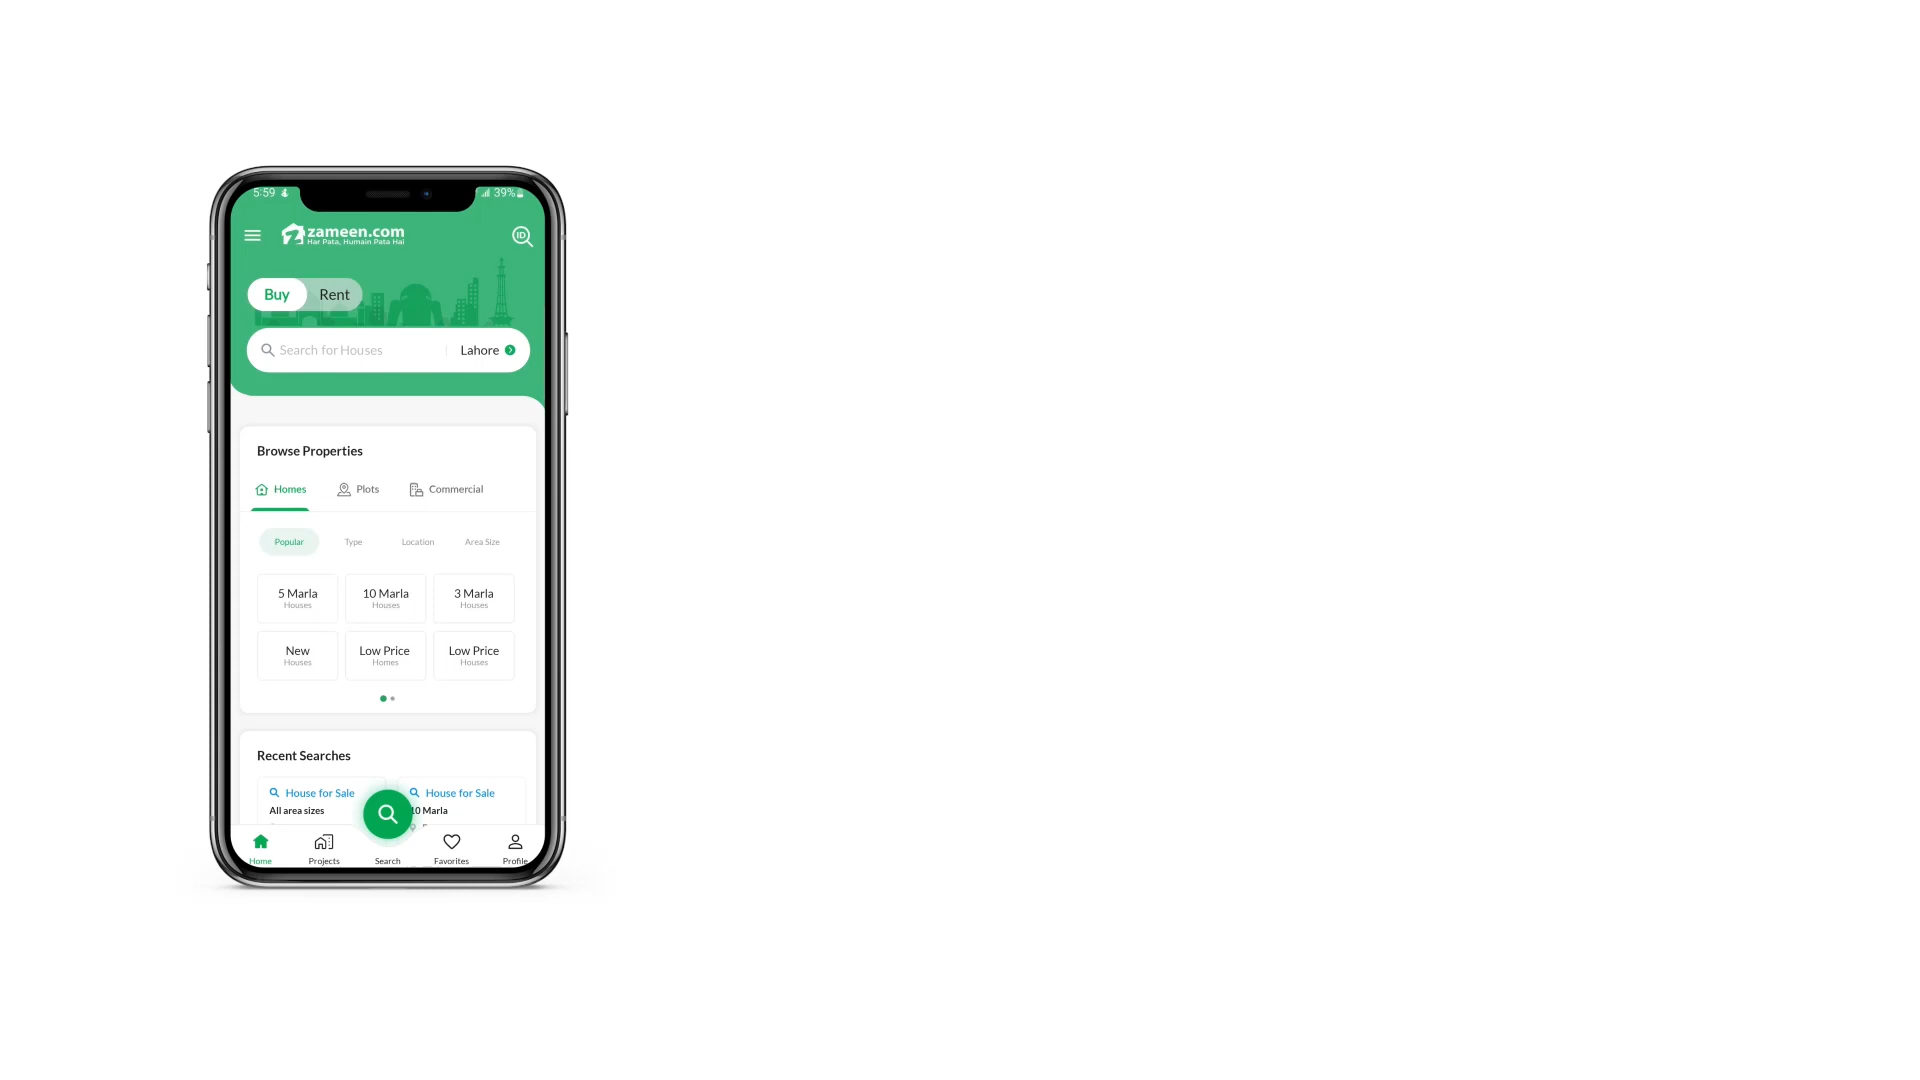 5:59 39%
zameen.com
Har Pata, Humain Pata Hai
ID
Buy Rent
Search for Houses Lahore
Browse Properties
Homes Plots Commercial
Popular Type Location Area Size
5 Marla 10 Marla 3 Marla
Houses Houses Houses
New Low Price Low Price
Houses Homes Houses
Recent Searches
House for Sale House for Sale
All area sizes 10 Marla
Home Projects Search Favorites Profile